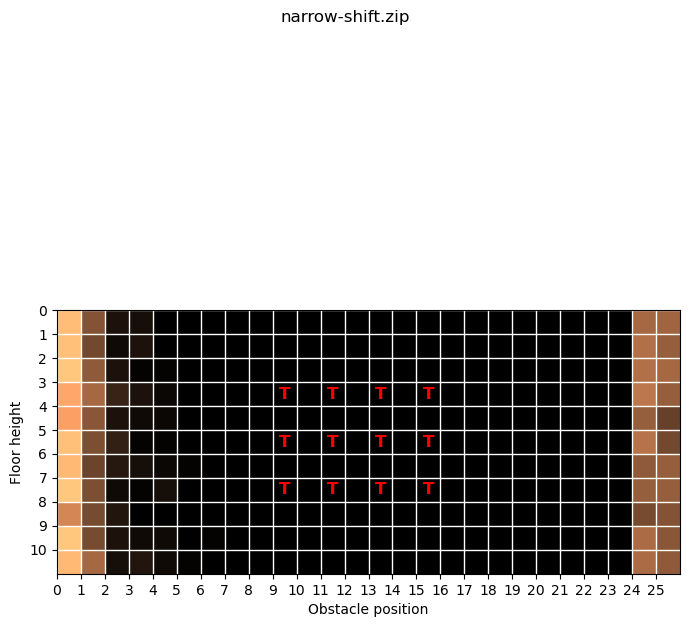 narrow-shift.zip
0
1
2
3
T T T T
4
5
T T T T
6
7
T T T T
8
9
10
Floor height
0 1 2 3 4 5 6 7 8 9 10 11 12 13 14 15 16 17 18 19 20 21 22 23 24 25
Obstacle position